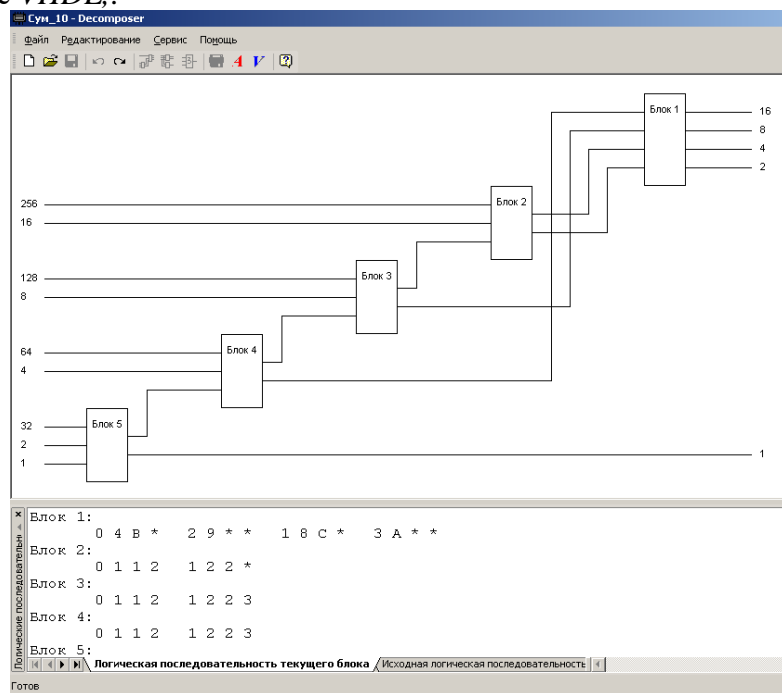 Сум_10 - Decomposer
Файл Редактирование Сервис Помощь
A V
Блок 1
16
8
4
2
Блок 2
256
16
Блок 3
128
8
Блок 4
64
4
Блок 5
32
2
1
1
Блок 1:
0 4 B * 2 9 * * 1 8 C * 3 A * *
Блок 2:
0 1 1 2 1 2 2 *
Блок 3:
0 1 1 2 1 2 2 3
Блок 4:
0 1 1 2 1 2 2 3
Блок 5:
Логические последовательн
Логическая последовательность текущего блока Исходная логическая последовательность
Готов